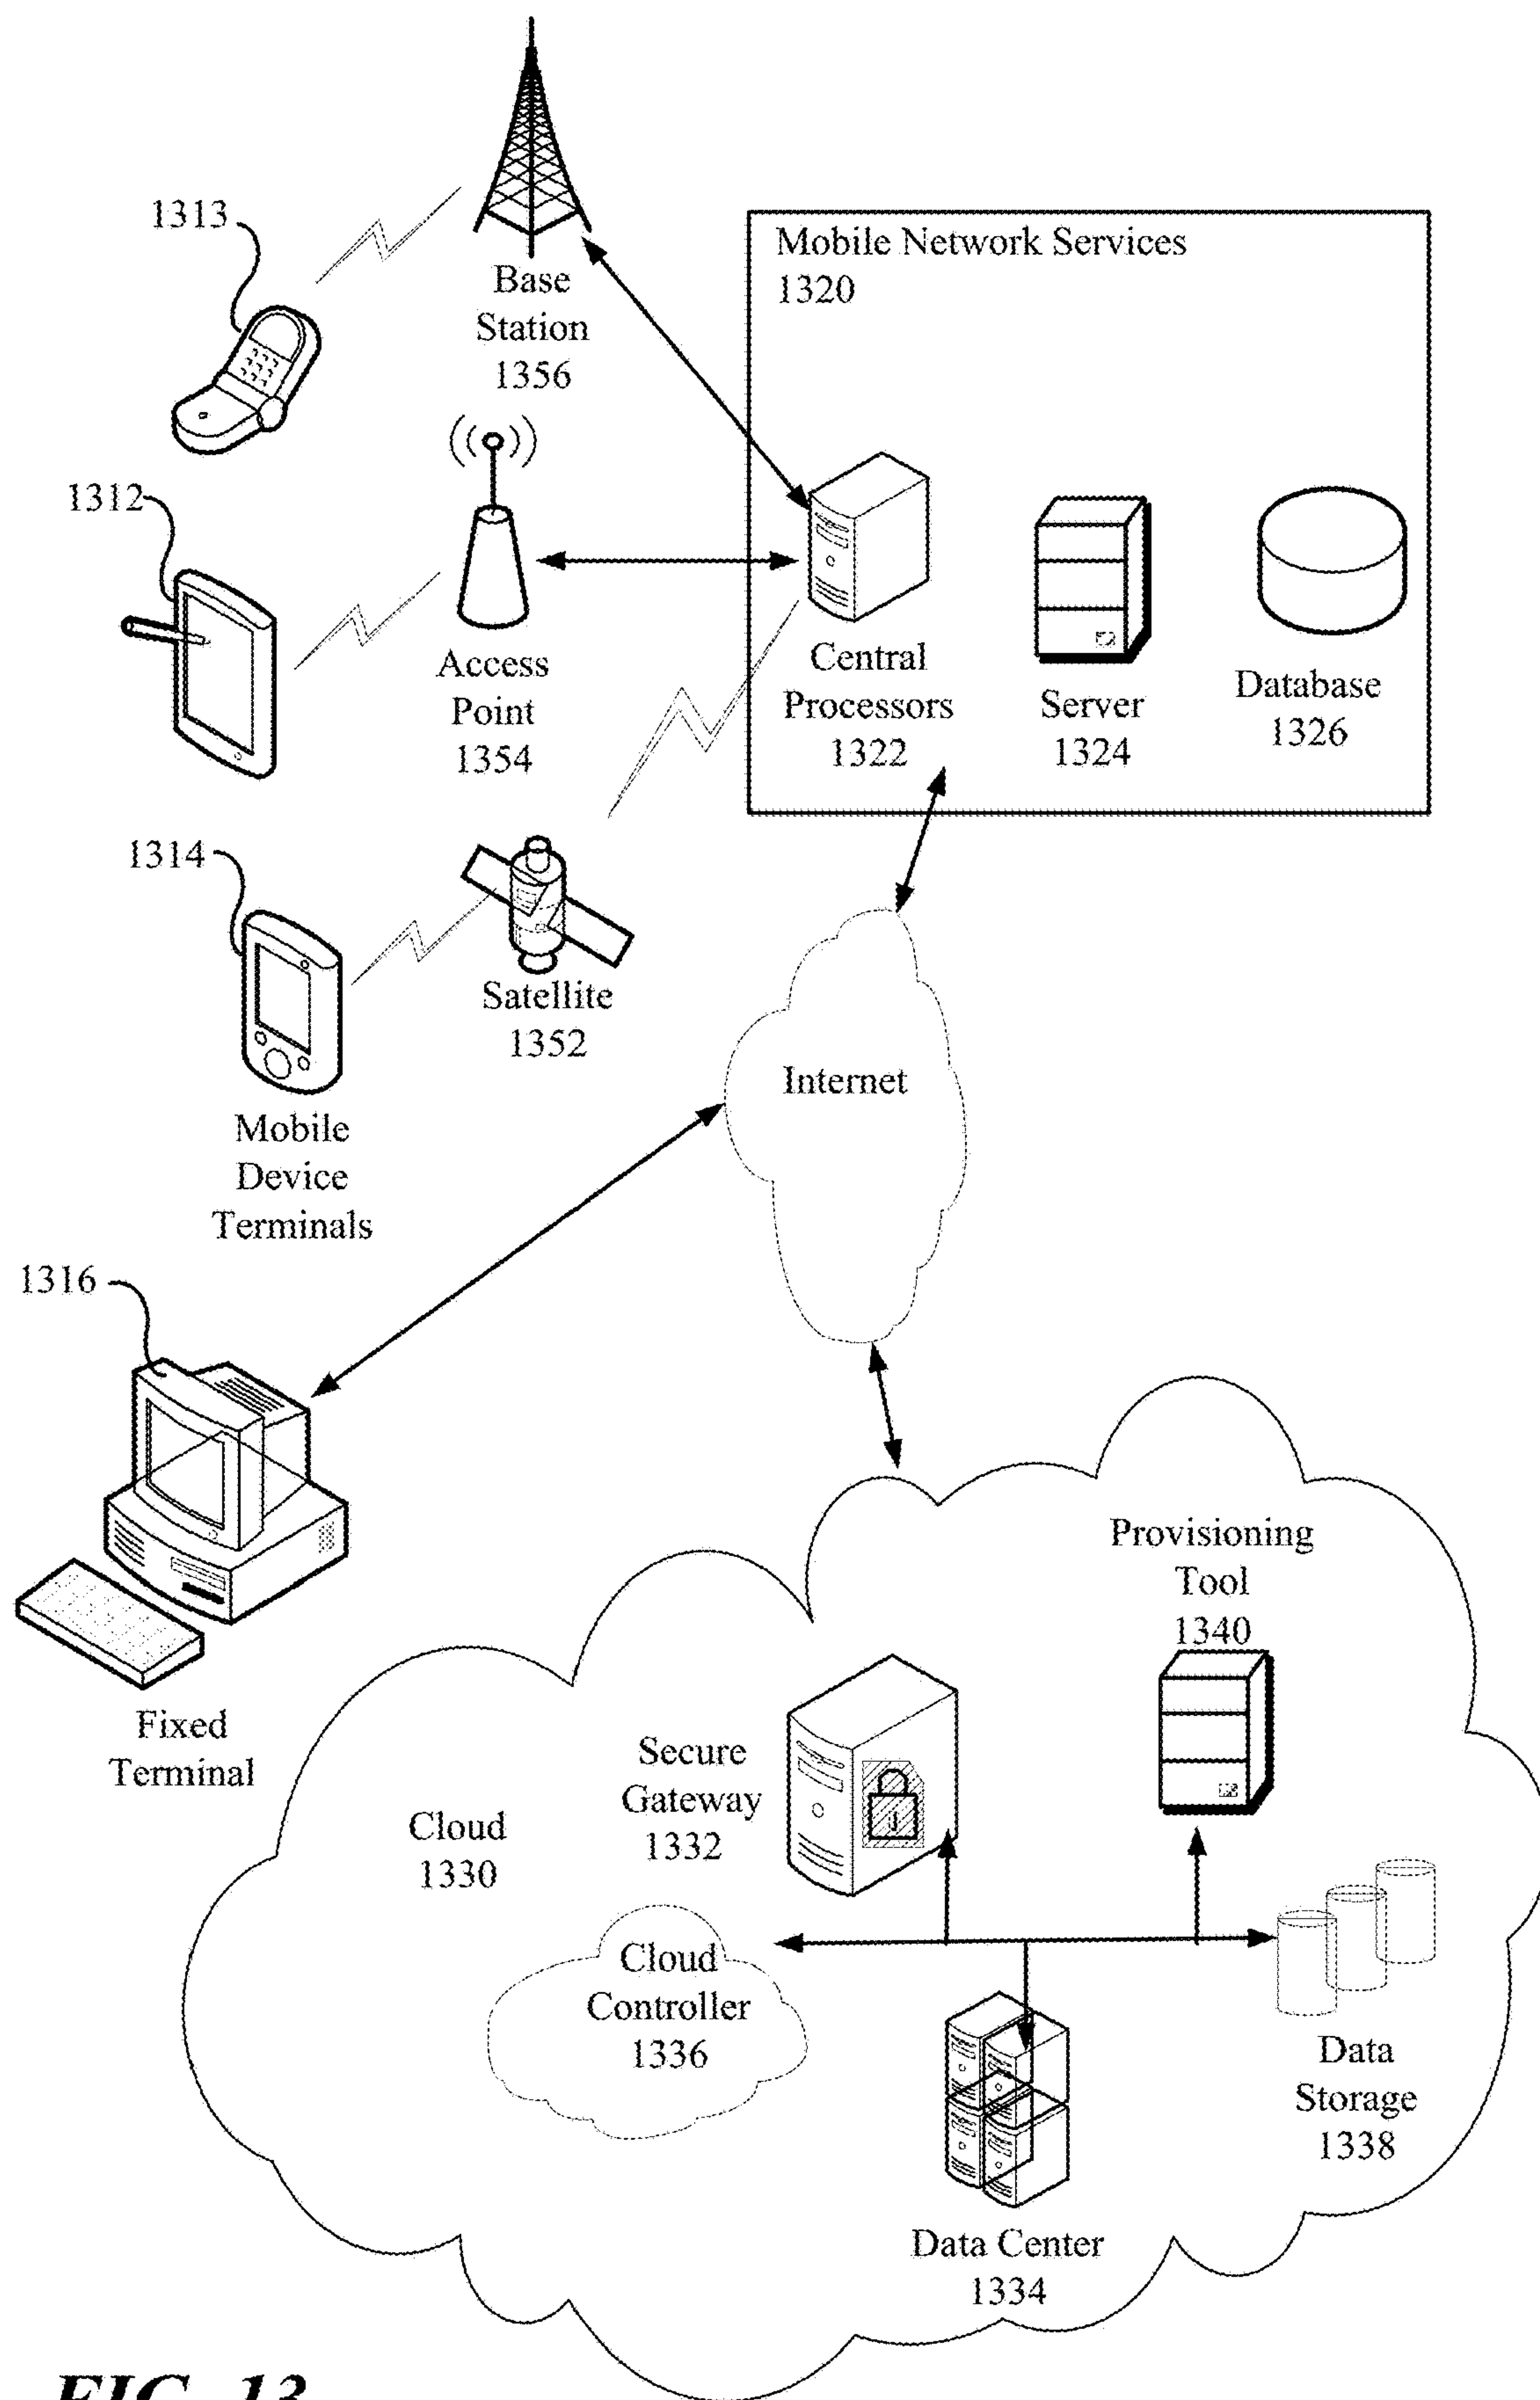 1313
Base
Station
1356
Mobile Network Services
1320
1312
Access
Point
1354
Central
Processors
1322
Server
1324
Database
1326
1314
Satellite
1352
Mobile
Device
Terminals
Internet
1316
Fixed
Terminal
Provisioning
Tool
1340
Secure
Gateway
1332
Cloud
1330
Cloud
Controller
1336
Data
Storage
1338
Data Center
1334
FIG. 13